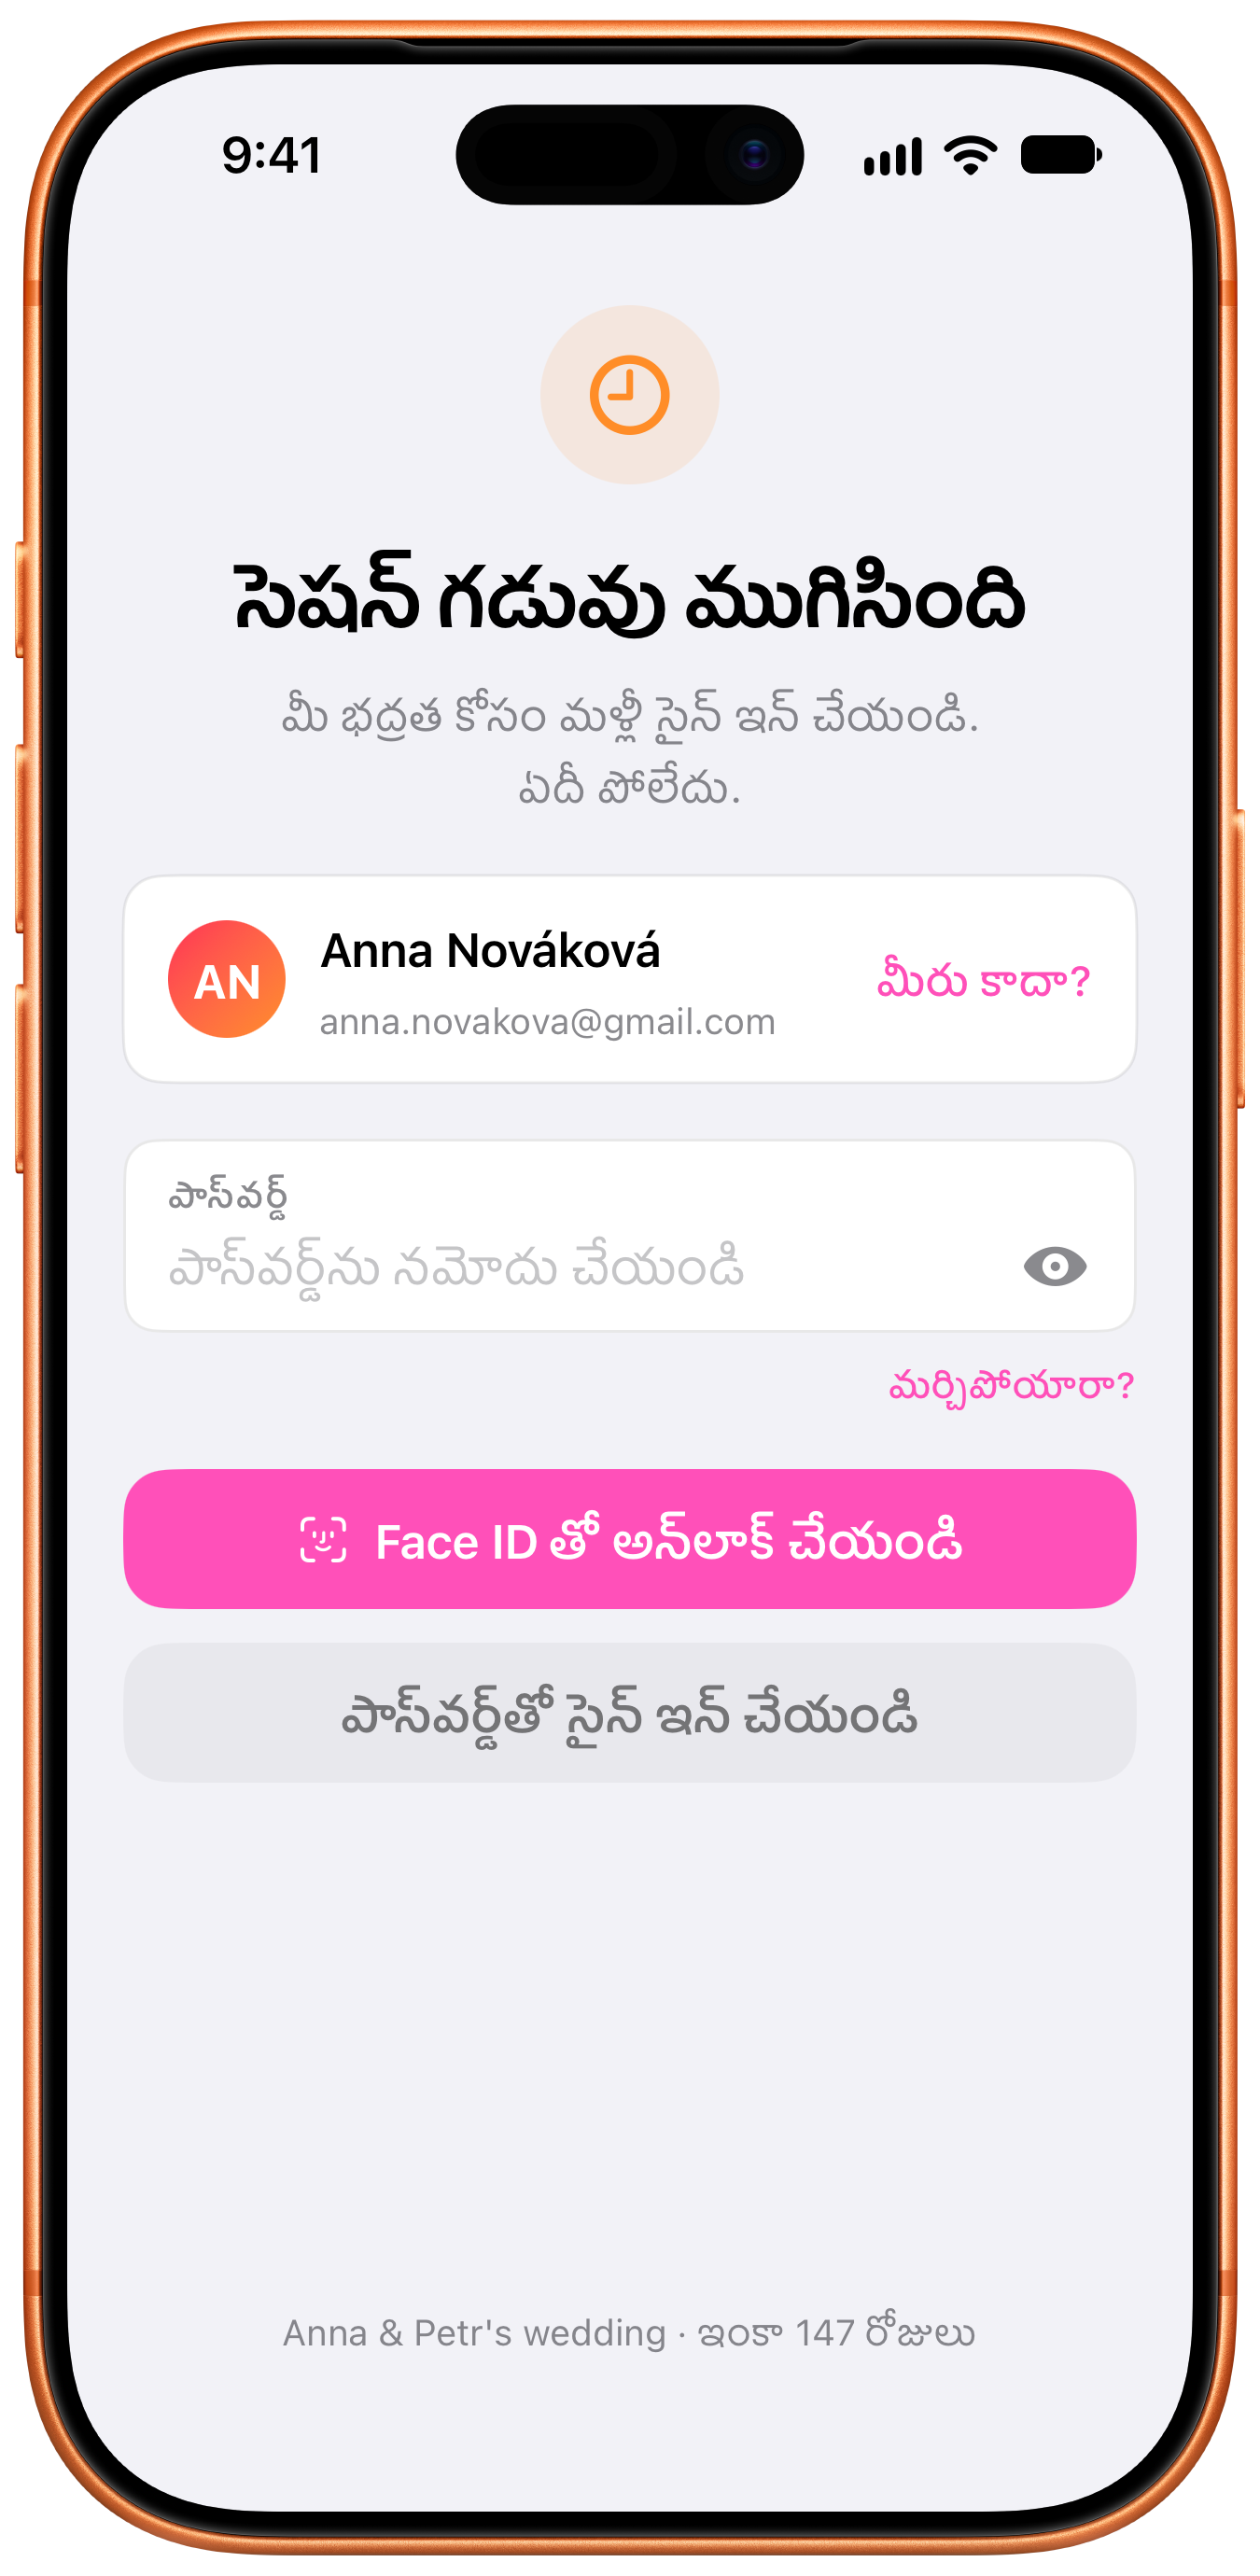 9:41
సెషన్ గడువు ముగిసింది
మీ భద్రత కోసం మళ్లీ సైన్ ఇన్ చేయండి.
ఏదీ పోలేదు.
AN
Anna Nováková
anna.novakova@gmail.com
మీరు కాదా?
పాస్‌వర్డ్
పాస్‌వర్డ్‌ను నమోదు చేయండి
మర్చిపోయారా?
Face ID తో అన్‌లాక్ చేయండి
పాస్‌వర్డ్‌తో సైన్ ఇన్ చేయండి
Anna & Petr's wedding · ఇంకా 147 రోజులు